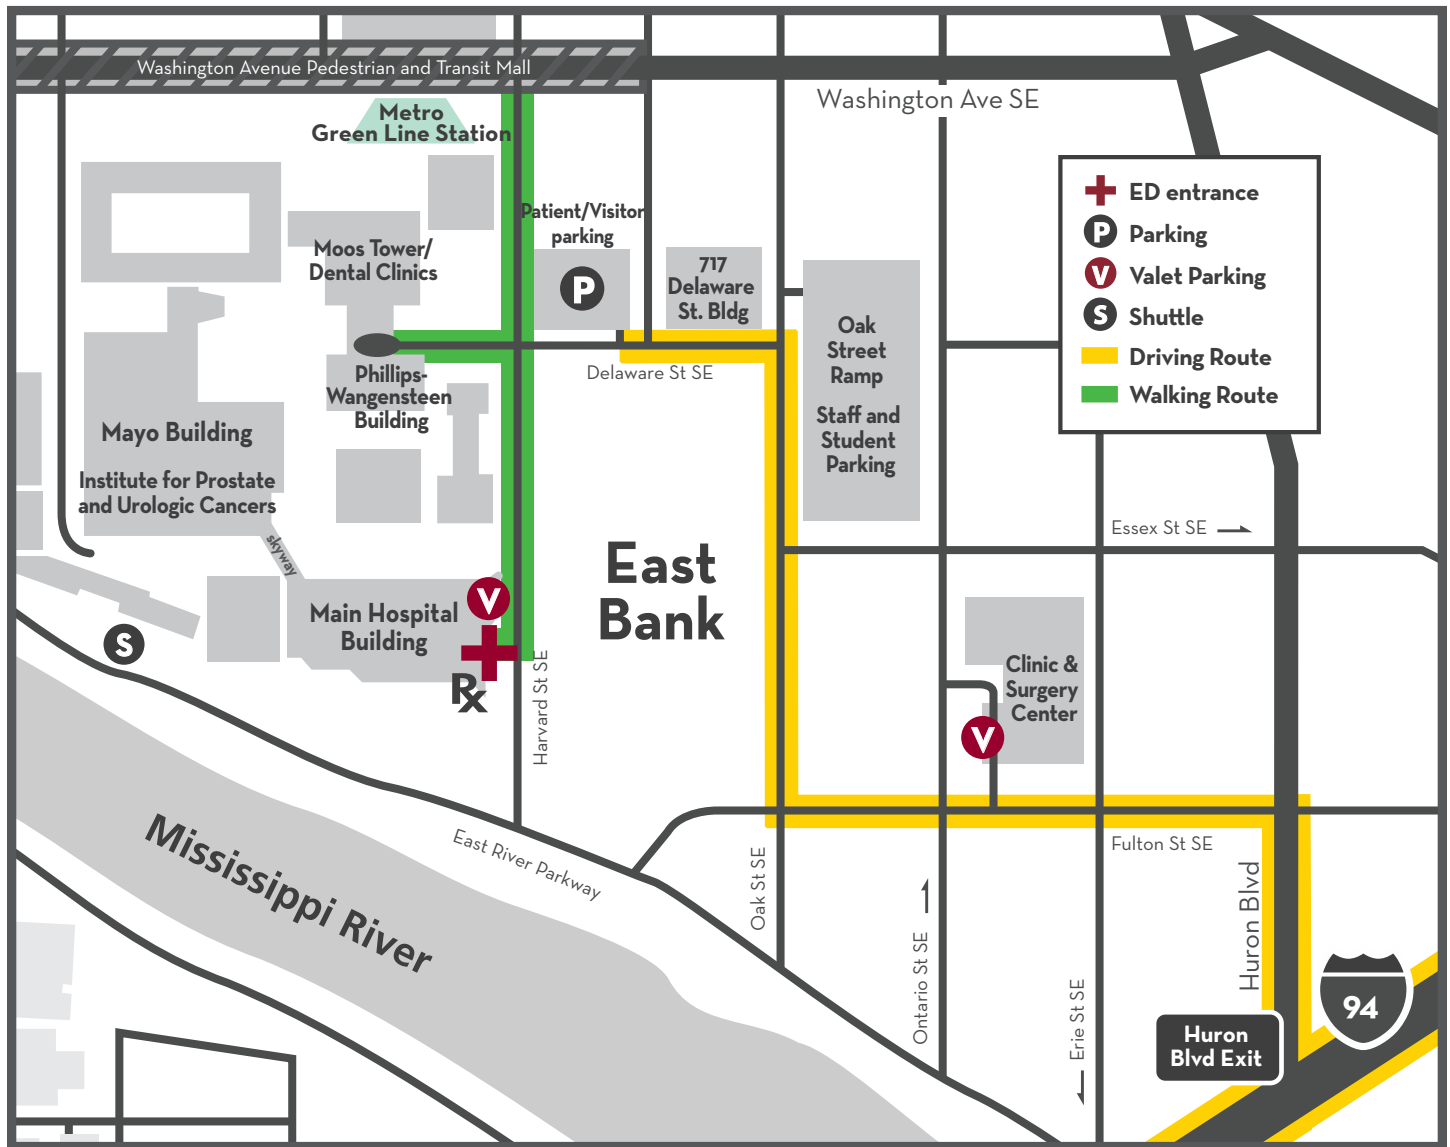 Washington Avenue Pedestrian and Transit Mall
Washington Ave SE
Metro
Green Line Station
Patient/Visitor
parking
P
Moos Tower/
Dental Clinics
717
Delaware
St. Bldg
Oak
Street
Ramp
Staff and
Student
Parking
ED entrance
P
Parking
V
Valet Parking
S
Shuttle
Driving Route
Walking Route
Delaware St SE
Phillips-
Wangensteen
Building
Mayo Building
Institute for Prostate
and Urologic Cancers
skyway
Essex St SE
East
Bank
V
Main Hospital
Building
S
Rx
Harvard St SE
Clinic &
Surgery
Center
V
East River Parkway
Mississippi River
Oak St SE
Ontario St SE
Erie St SE
Fulton St SE
Huron Blvd
94
Huron
Blvd Exit